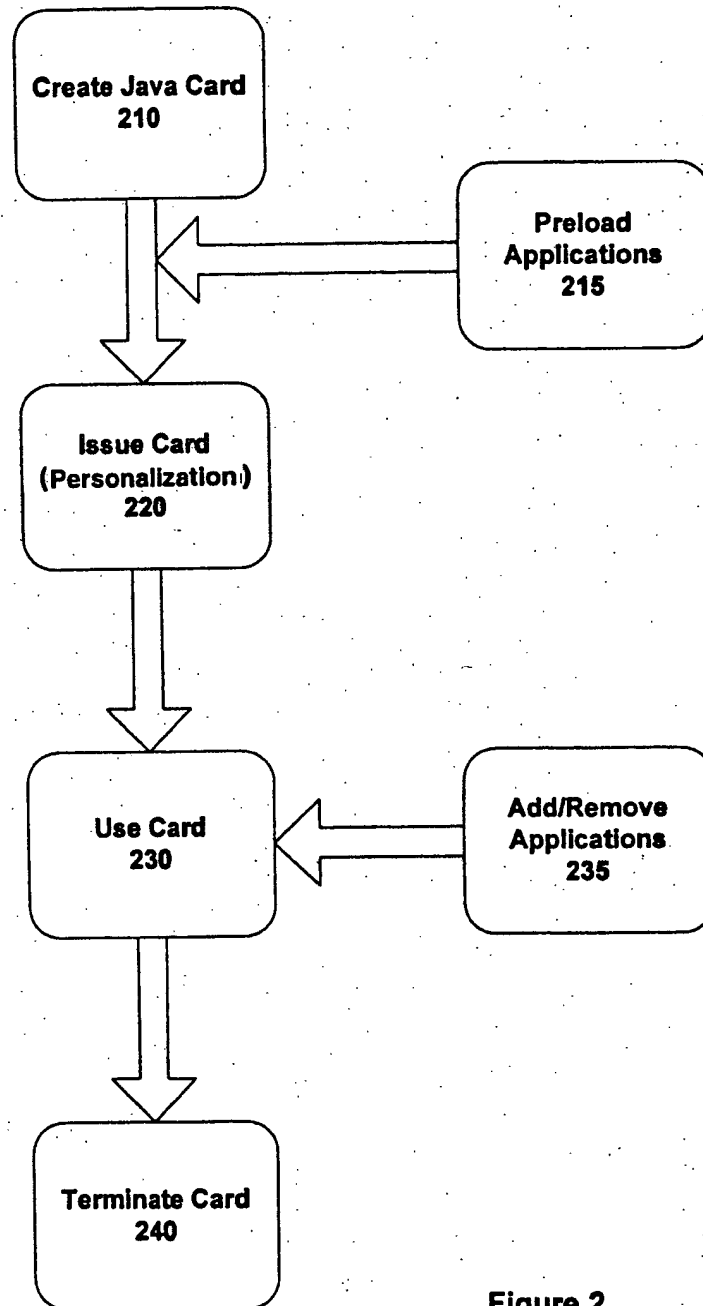 Create Java Card
210
Preload
Applications
215
Issue Card
(Personalization)
220
Use Card
230
Add/Remove
Applications
235
Terminate Card
240
Figure 2